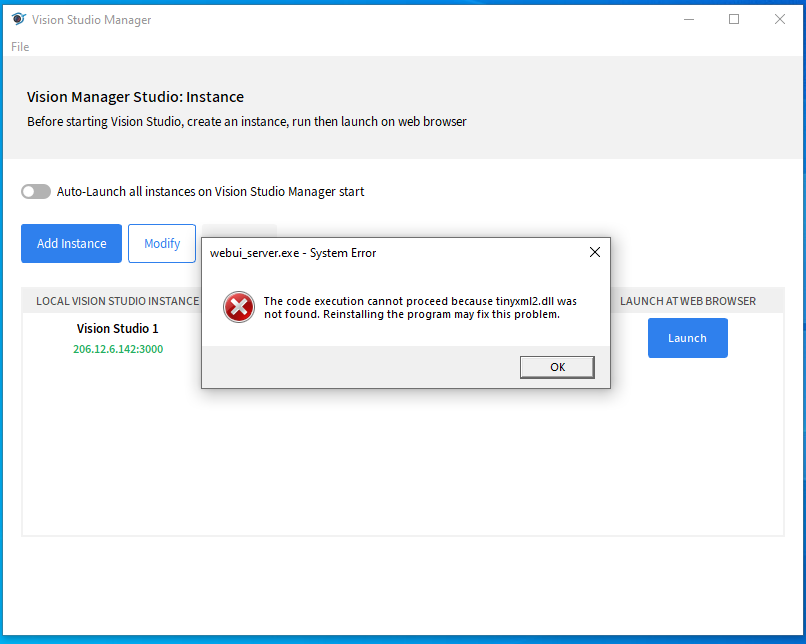 Vision Studio Manager
File
Vision Manager Studio: Instance
Before starting Vision Studio, create an instance, run then launch on web browser
Auto-Launch all instances on Vision Studio Manager start
Add Instance
Modify
webui_server.exe - System Error
The code execution cannot proceed because tinyxml2.dll was
not found. Reinstalling the program may fix this problem.
OK
LOCAL VISION STUDIO INSTANCE
LAUNCH AT WEB BROWSER
Vision Studio 1
206.12.6.142:3000
Launch